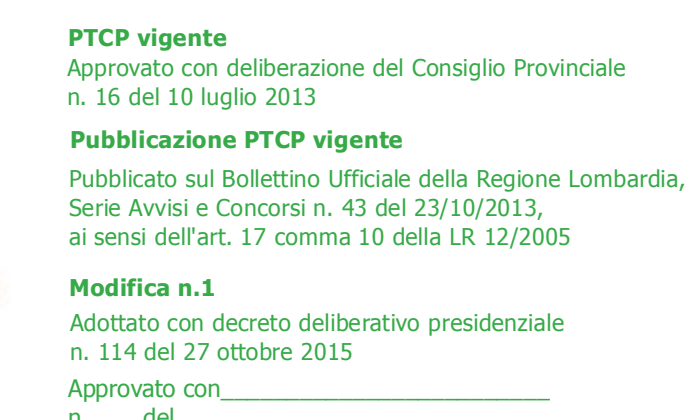 PTCP vigente
Approvato con deliberazione del Consiglio Provinciale
n. 16 del 10 luglio 2013
Pubblicazione PTCP vigente
Pubblicato sul Bollettino Ufficiale della Regione Lombardia,
Serie Avvisi e Concorsi n. 43 del 23/10/2013,
ai sensi dell'art. 17 comma 10 della LR 12/2005
Modifica n.1
Adottato con decreto deliberativo presidenziale
n. 114 del 27 ottobre 2015
Approvato con__________________________
n._____del__________